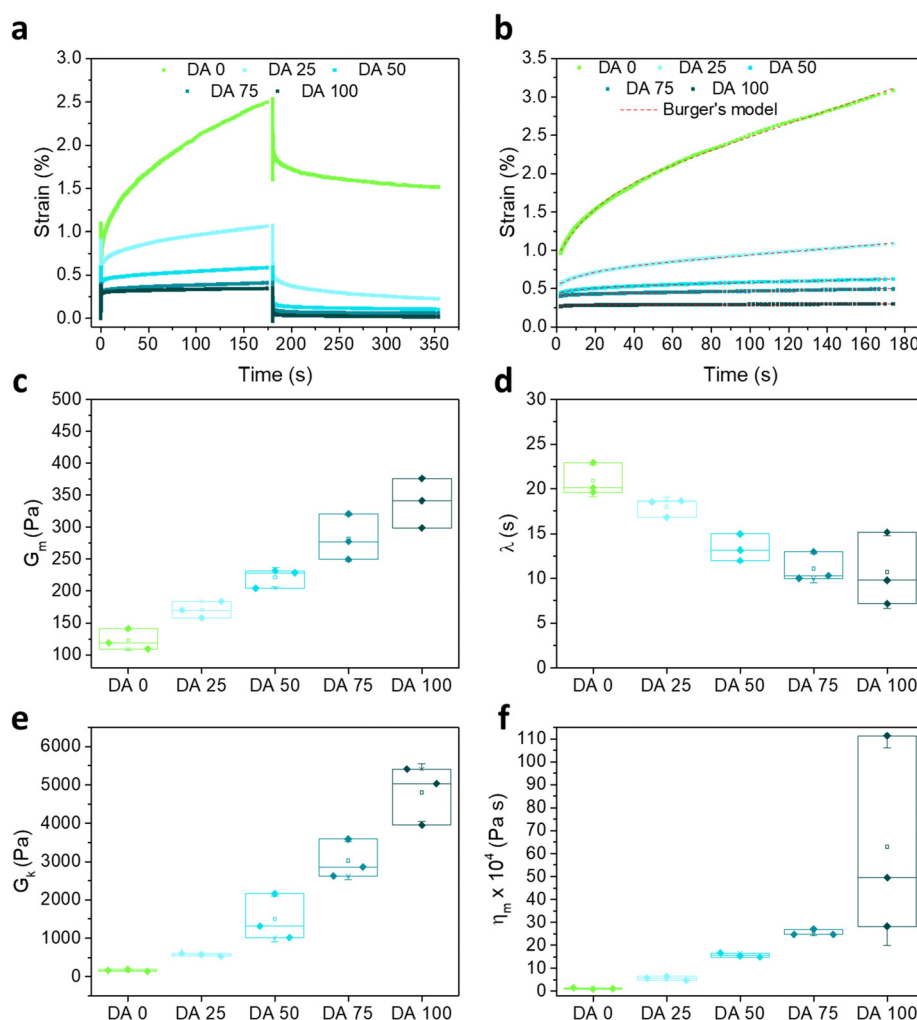 a
3.0
2.5
2.0
1.5
1.0
0.5
0.0
Strain (%)
DA 0 DA 25 DA 50
DA 75 DA 100
0 50 100 150 200 250 300 350
Time (s)
b
3.5
3.0
2.5
2.0
1.5
1.0
0.5
0.0
Strain (%)
DA 0 DA 25 DA 50
DA 75 DA 100
Burger's model
0 20 40 60 80 100 120 140 160 180
Time (s)
c
500
450
400
350
300
250
200
150
100
Gm (Pa)
DA 0 DA 25 DA 50 DA 75 DA 100
d
30
25
20
15
10
5
0
λ (s)
DA 0 DA 25 DA 50 DA 75 DA 100
e
6000
5000
4000
3000
2000
1000
0
Gk (Pa)
DA 0 DA 25 DA 50 DA 75 DA 100
f
110
100
90
80
70
60
50
40
30
20
10
0
ηm x 10⁴ (Pa s)
DA 0 DA 25 DA 50 DA 75 DA 100